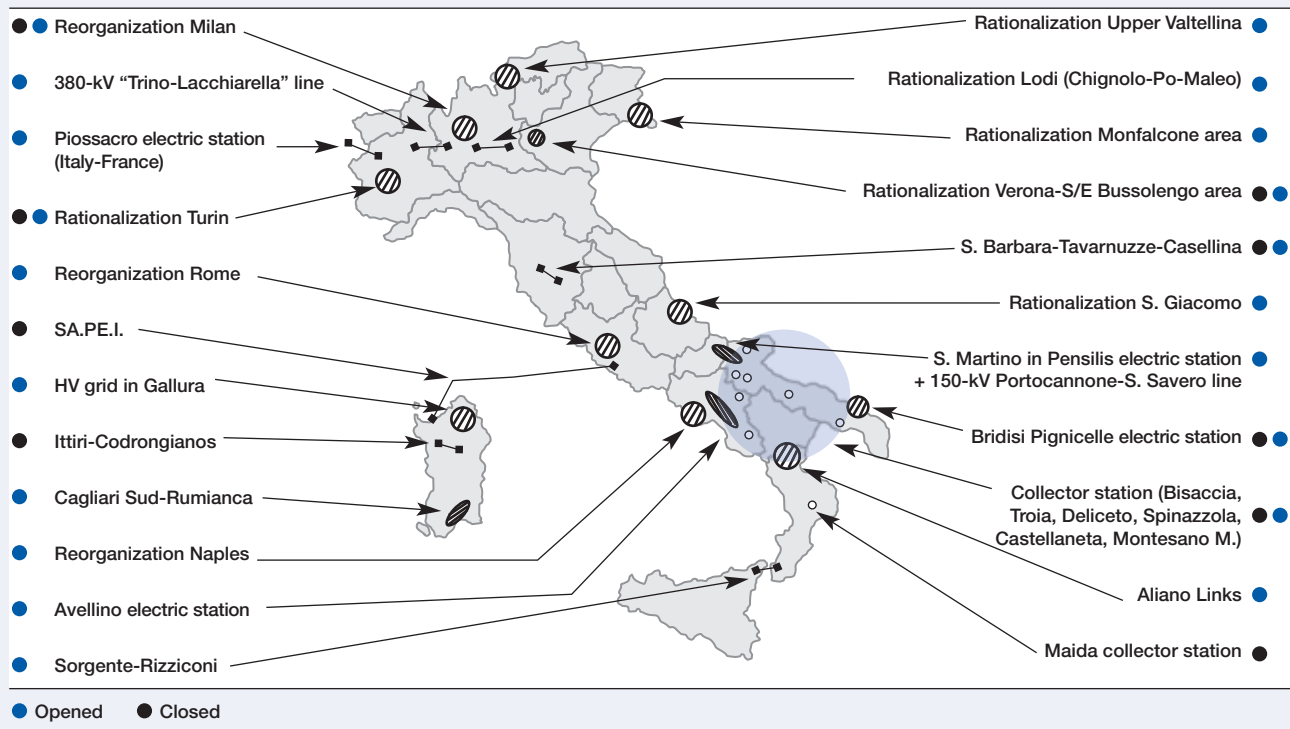 Reorganization Milan
380-kV “Trino-Lacchiarella” line
Piossacro electric station
(Italy-France)
Rationalization Turin
Reorganization Rome
SA.PE.I.
HV grid in Gallura
Ittiri-Codrongianos
Cagliari Sud-Rumianca
Reorganization Naples
Avellino electric station
Sorgente-Rizziconi
Rationalization Upper Valtellina
Rationalization Lodi (Chignolo-Po-Maleo)
Rationalization Monfalcone area
Rationalization Verona-S/E Bussolengo area
S. Barbara-Tavarnuzze-Casellina
Rationalization S. Giacomo
S. Martino in Pensilis electric station
+ 150-kV Portocannone-S. Savero line
Bridisi Pignicelle electric station
Collector station (Bisaccia,
Troia, Deliceto, Spinazzola,
Castellaneta, Montesano M.)
Aliano Links
Maida collector station
Opened
Closed